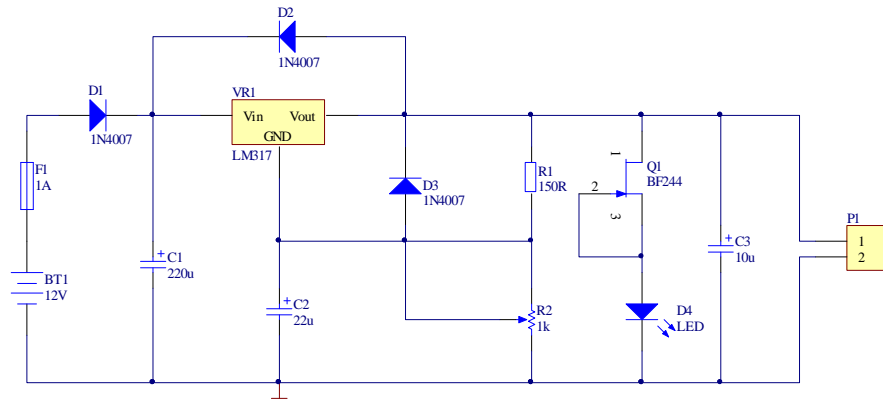 D2
1N4007
D1
1N4007
VR1
Vin Vout
GND
LM317
F1
1A
D3
1N4007
R1
150R
1
2
3
Q1
BF244
P1
1
2
C1
220u
C3
10u
BT1
12V
C2
22u
R2
1k
D4
LED